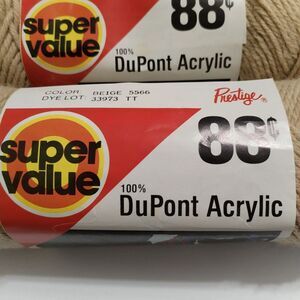 super
value
88¢
100%
DuPont Acrylic
COLOR BEIGE 5566
DYE LOT 33973 TT
Prestige®
super
value
88¢
100%
DuPont Acrylic